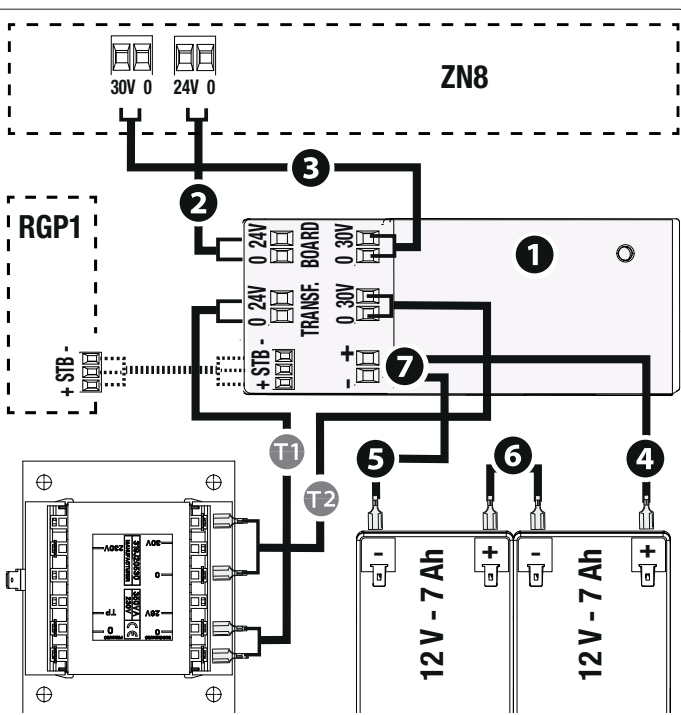 ZN8
30V 0 24V 0
3
2
RGP1
0 24V
BOARD
0 30V
1
0 24V
TRANSF.
0 30V
+ STB -
+ STB -
+
-
7
T1
T2
5
6
4
230V
30V
0
TP
0
26V
0
- +
- +
12 V - 7 Ah
12 V - 7 Ah